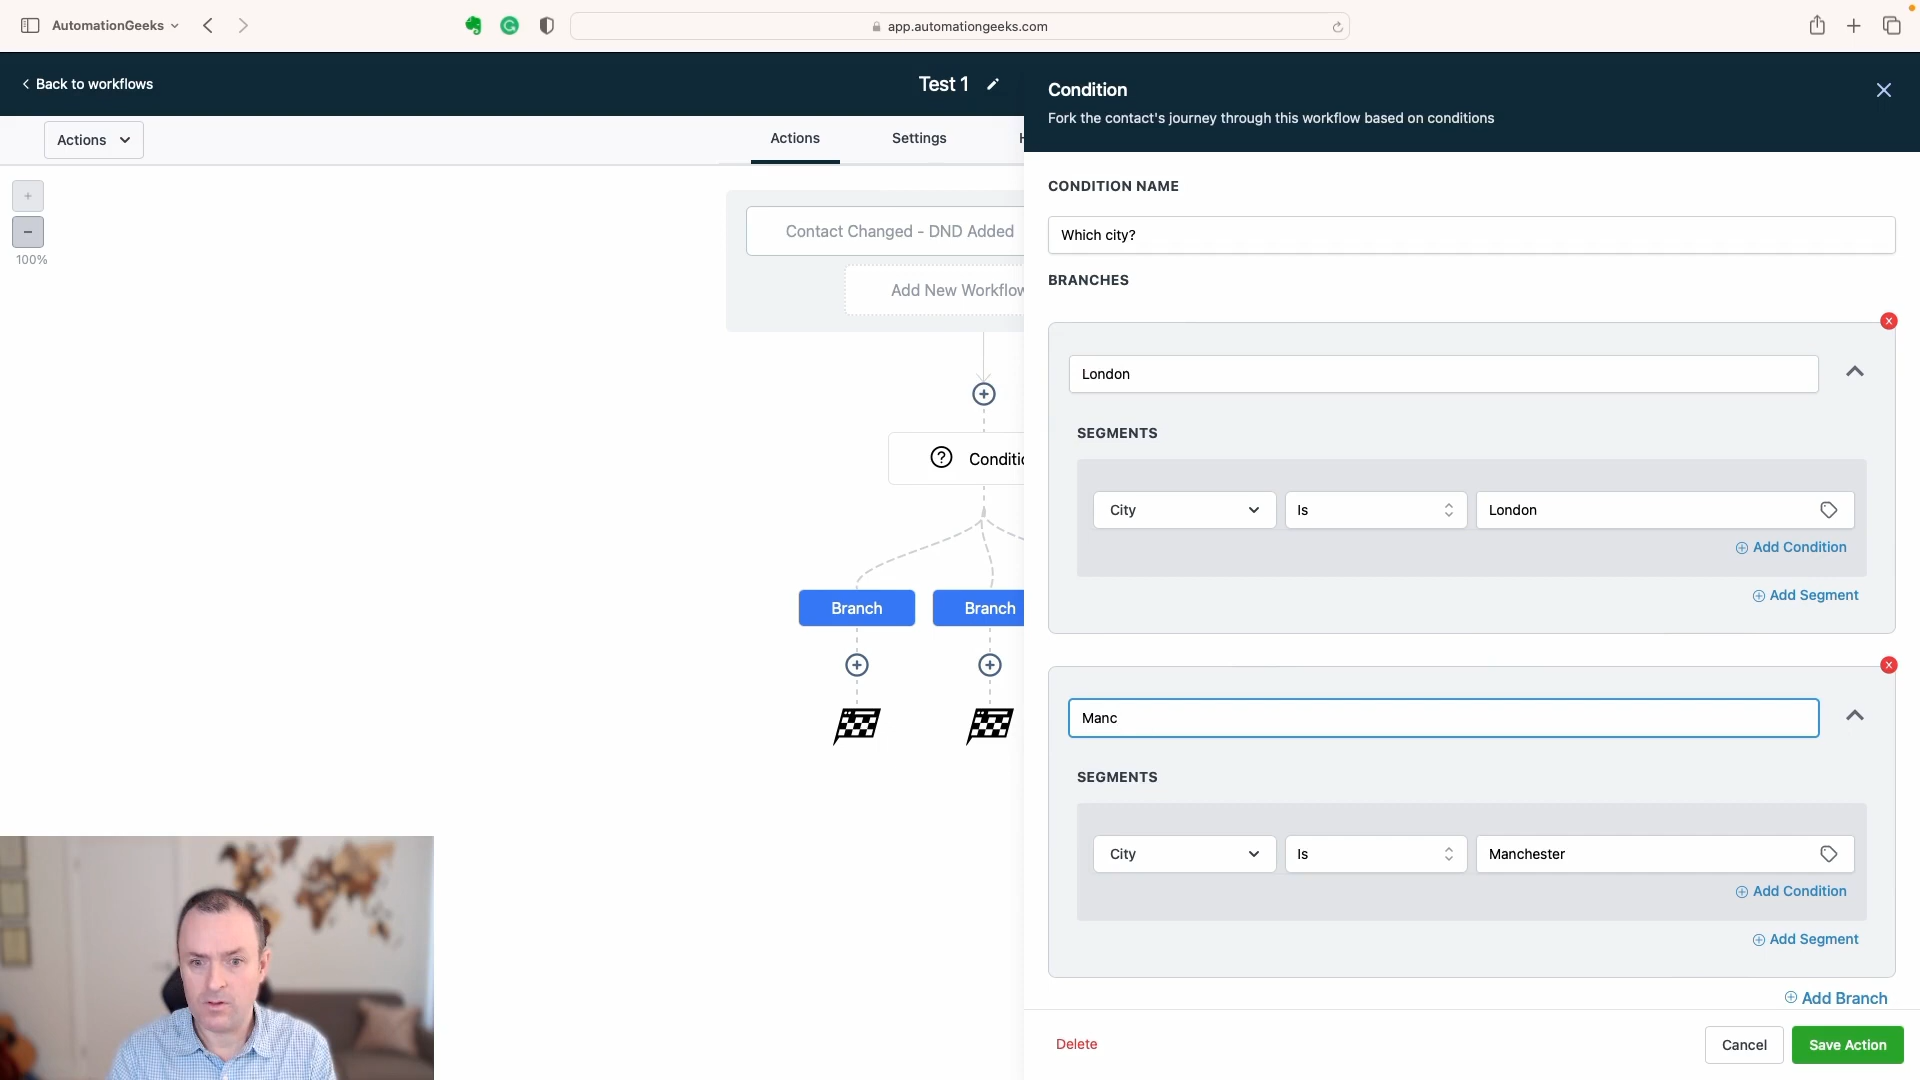 AutomationGeeks
app.automationgeeks.com
Back to workflows
Test 1
Actions
Actions
Settings
100%
Contact Changed - DND Added
Add New Workflow
Conditio
Branch
Branch
Condition
Fork the contact's journey through this workflow based on conditions
CONDITION NAME
Which city?
BRANCHES
London
SEGMENTS
City
Is
London
Add Condition
Add Segment
Manc
SEGMENTS
City
Is
Manchester
Add Condition
Add Segment
Add Branch
Delete
Cancel
Save Action